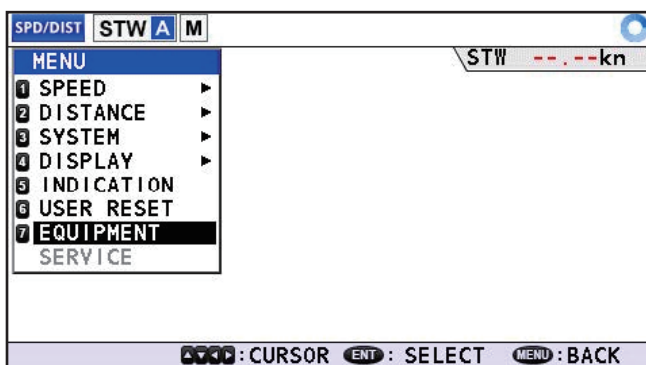 SPD/DIST STW A M
STW --.--kn
MENU
1 SPEED ►
2 DISTANCE ►
3 SYSTEM ►
4 DISPLAY ►
5 INDICATION
6 USER RESET
7 EQUIPMENT
SERVICE
▲▼◄►:CURSOR ENT: SELECT MENU:BACK